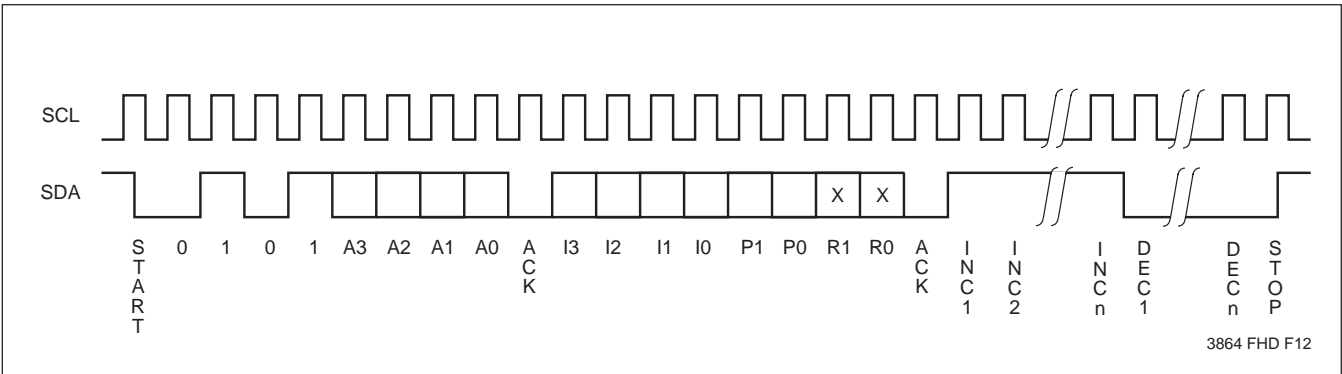 SCL
SDA
X X
START 0 1 0 1 A3 A2 A1 A0 ACK I3 I2 I1 I0 P1 P0 R1 R0 ACK INC1 INC2 INCn DEC1 DECn STOP
3864 FHD F12